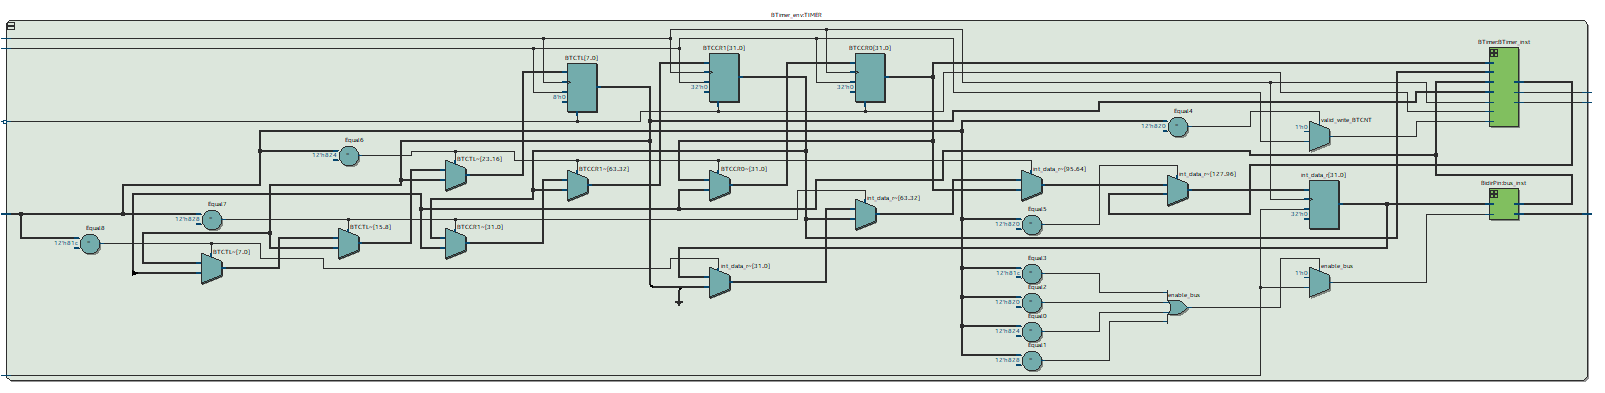 BTimer_env:TIMER
BTCTL[7.0]
8'h0
BTCCR1[31.0]
32'h0
BTCCR0[31.0]
32'h0
BTimer:BTimer_inst
Equal4
12'h820
valid_write_BTCNT
1'h0
Equal6
12'h824
BTCTL~[23.16]
BTCCR1~[63.32]
BTCCR0~[31.0]
int_data_r~[95.64]
int_data_r~[127.96]
int_data_r[31.0]
32'h0
BidirPin:bus_inst
Equal7
12'h828
BTCTL~[15.8]
BTCCR1~[31.0]
int_data_r~[63.32]
Equal5
12'h820
Equal8
12'h81c
BTCTL~[7.0]
int_data_r~[31.0]
Equal3
12'h81c
enable_bus
1'h0
Equal2
12'h820
enable_bus
Equal0
12'h824
Equal1
12'h828